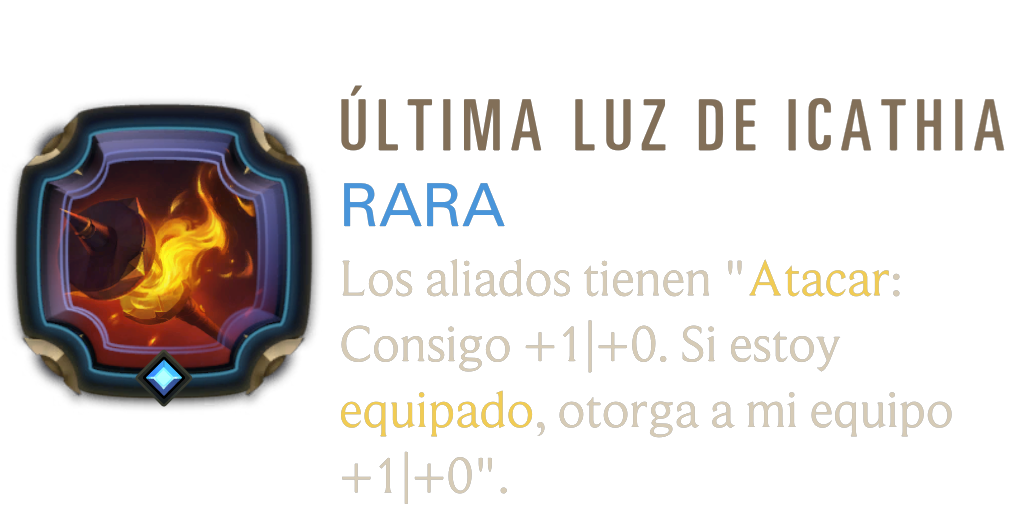 ÚLTIMA LUZ DE ICATHIA
RARA
Los aliados tienen "Atacar:
Consigo +1|+0. Si estoy
equipado, otorga a mi equipo
+1|+0".